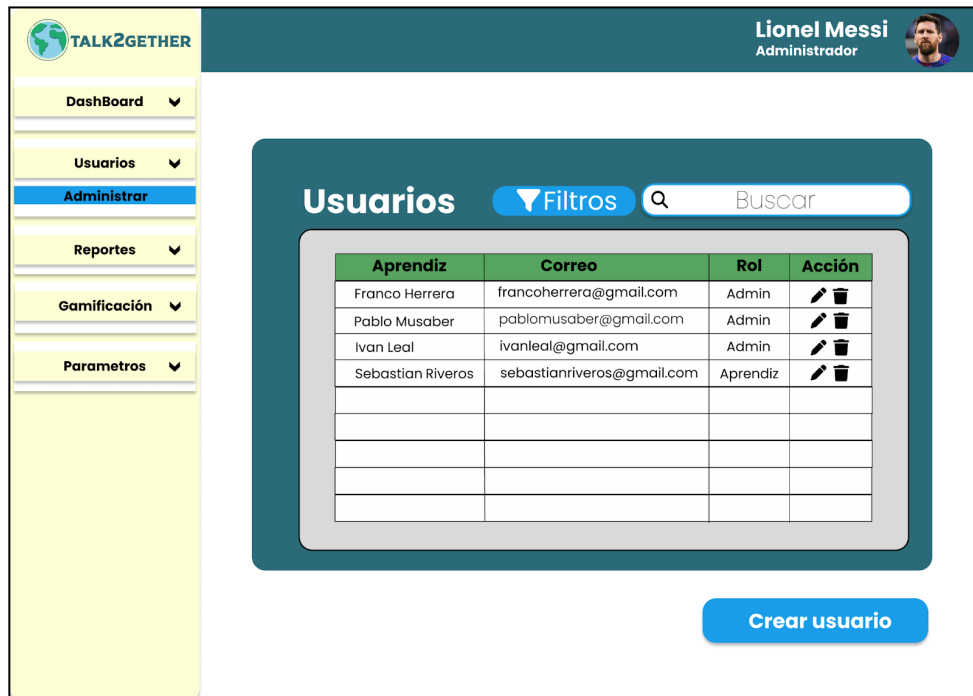 TALK2GETHER
Lionel Messi
Administrador
DashBoard
Usuarios
Administrar
Reportes
Gamificación
Parametros
Usuarios Filtros Buscar
Aprendiz Correo Rol Acción
Franco Herrera francoherrera@gmail.com Admin
Pablo Musaber pablomusaber@gmail.com Admin
Ivan Leal ivanleal@gmail.com Admin
Sebastian Riveros sebastianriveros@gmail.com Aprendiz
Crear usuario